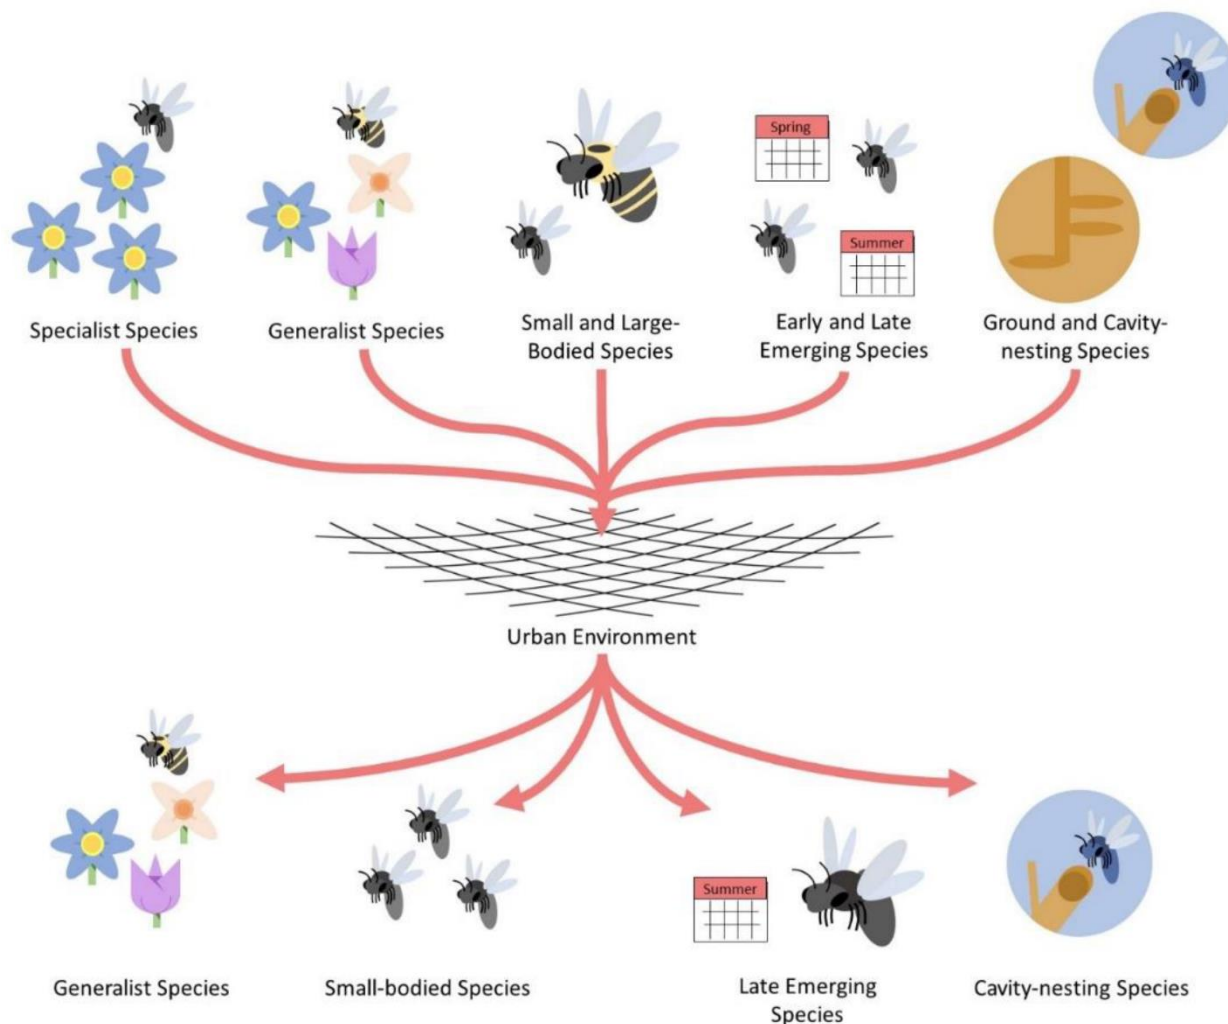 Spring
Summer
Specialist Species
Generalist Species
Small and Large-
Bodied Species
Early and Late
Emerging Species
Ground and Cavity-
nesting Species
Urban Environment
Summer
Generalist Species
Small-bodied Species
Late Emerging
Species
Cavity-nesting Species